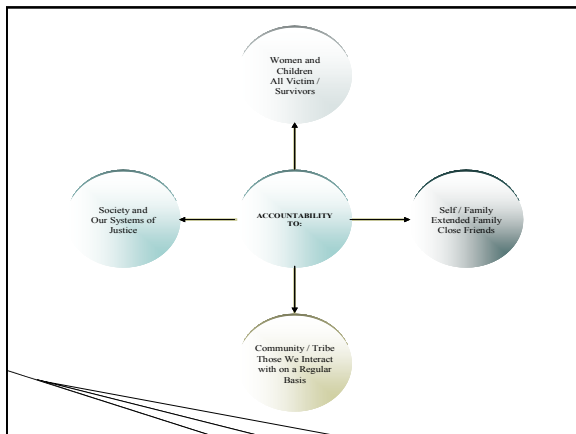 Women and
Children
All Victim /
Survivors
Society and
Our Systems of
Justice
ACCOUNTABILITY
TO:
Self / Family
Extended Family
Close Friends
Community / Tribe
Those We Interact
with on a Regular
Basis